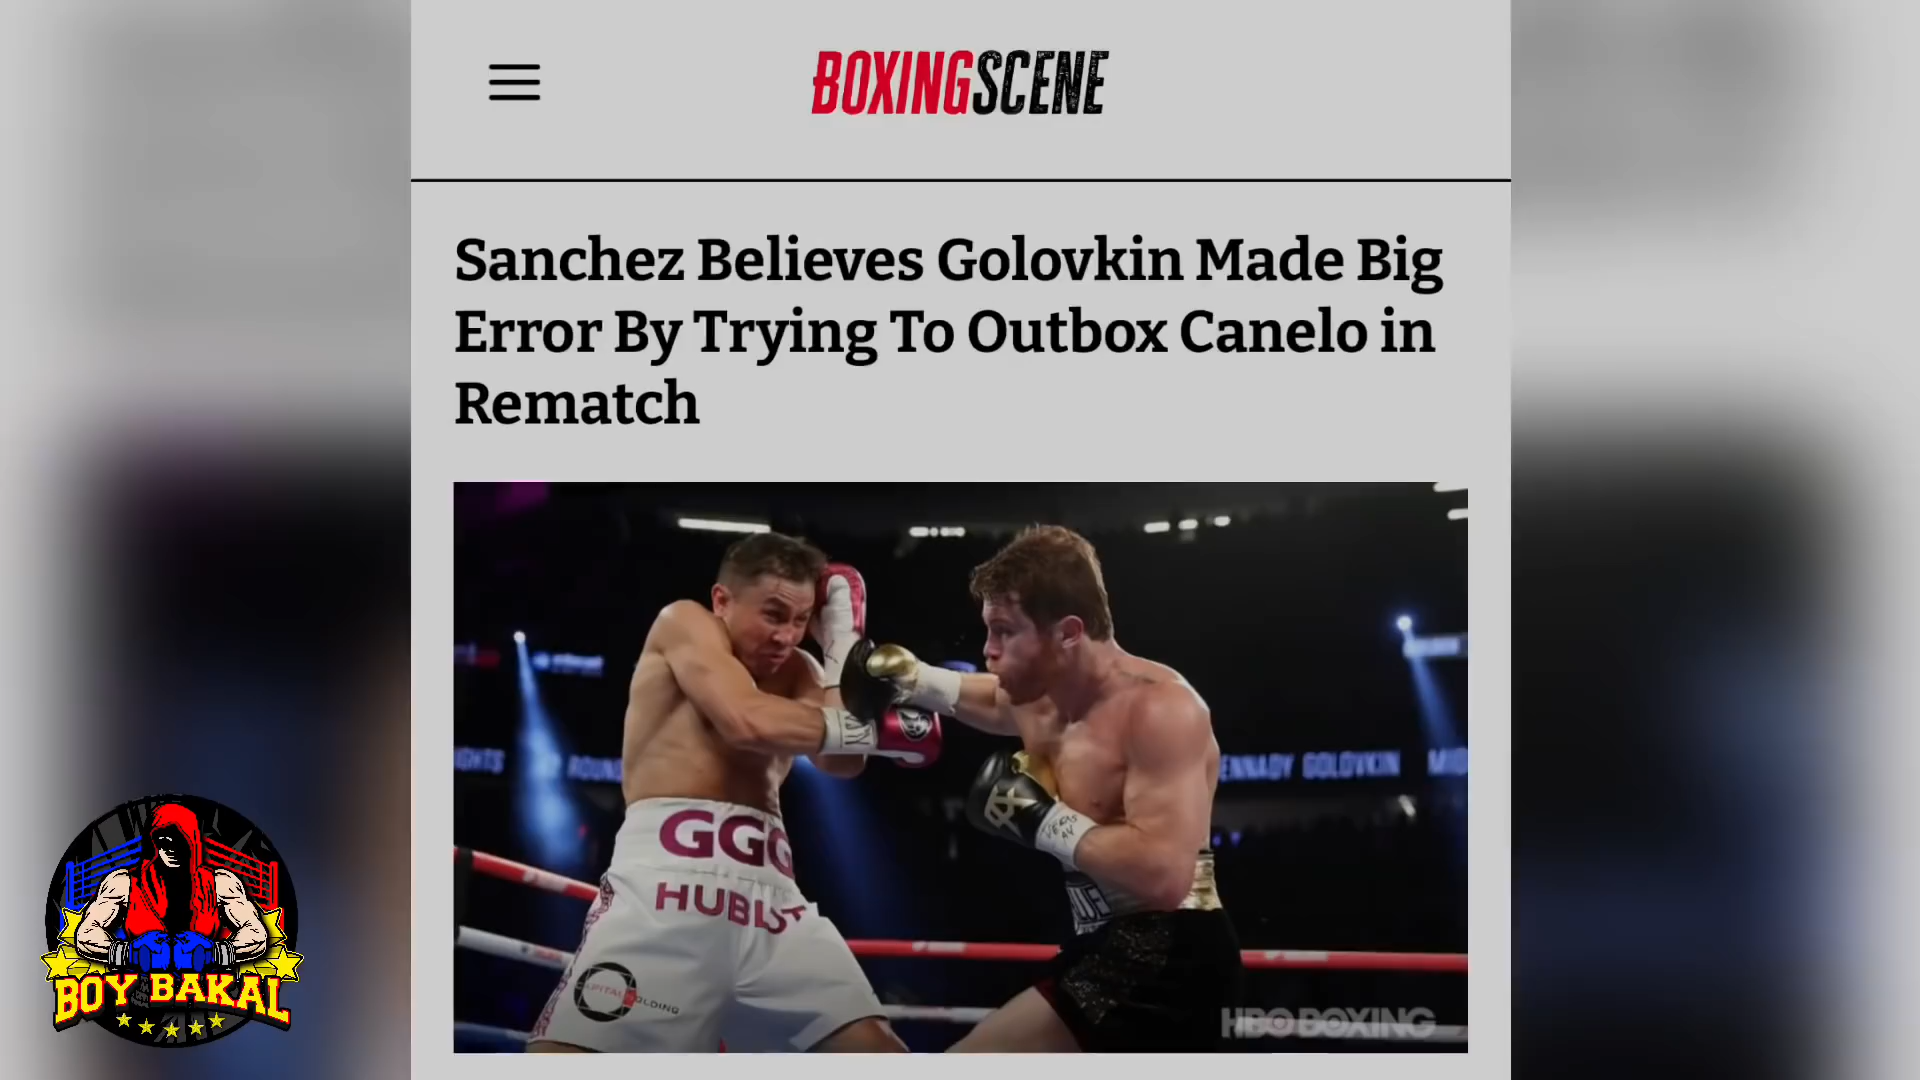 BOXINGSCENE
Sanchez Believes Golovkin Made Big
Error By Trying To Outbox Canelo in
Rematch
ENNADY GOLOVKIN
GGG
HUBLOT
HBO BOXING
BOY BAKAL